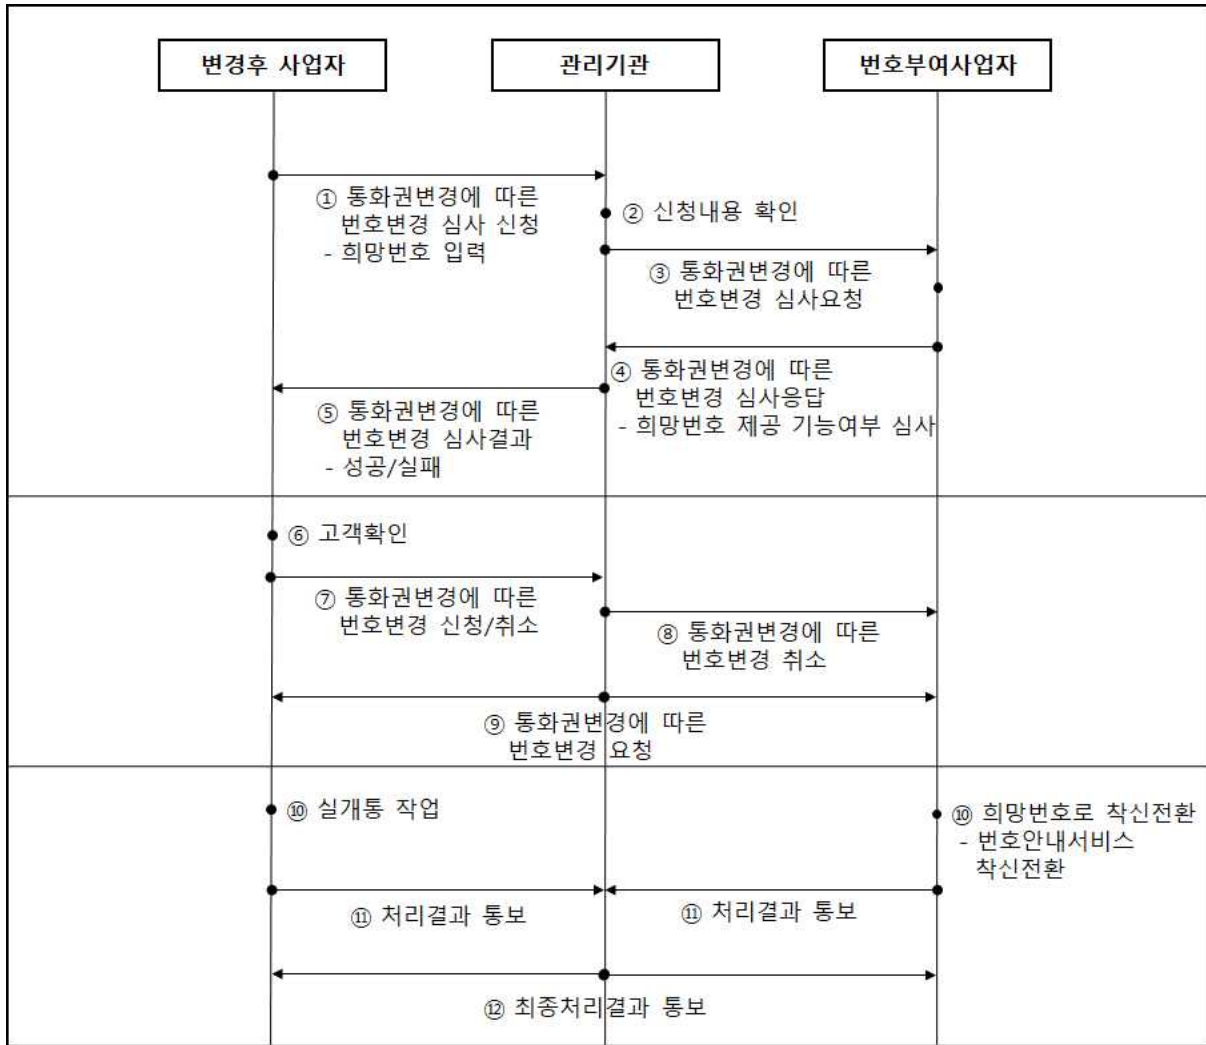 변경후 사업자
관리기관
번호부여사업자
① 통화권변경에 따른
번호변경 심사 신청
- 희망번호 입력
② 신청내용 확인
③ 통화권변경에 따른
번호변경 심사요청
④ 통화권변경에 따른
번호변경 심사응답
- 희망번호 제공 기능여부 심사
⑤ 통화권변경에 따른
번호변경 심사결과
- 성공/실패
⑥ 고객확인
⑦ 통화권변경에 따른
번호변경 신청/취소
⑧ 통화권변경에 따른
번호변경 취소
⑨ 통화권변경에 따른
번호변경 요청
⑩ 실개통 작업
⑩ 희망번호로 착신전환
- 번호안내서비스
착신전환
⑪ 처리결과 통보
⑪ 처리결과 통보
⑫ 최종처리결과 통보